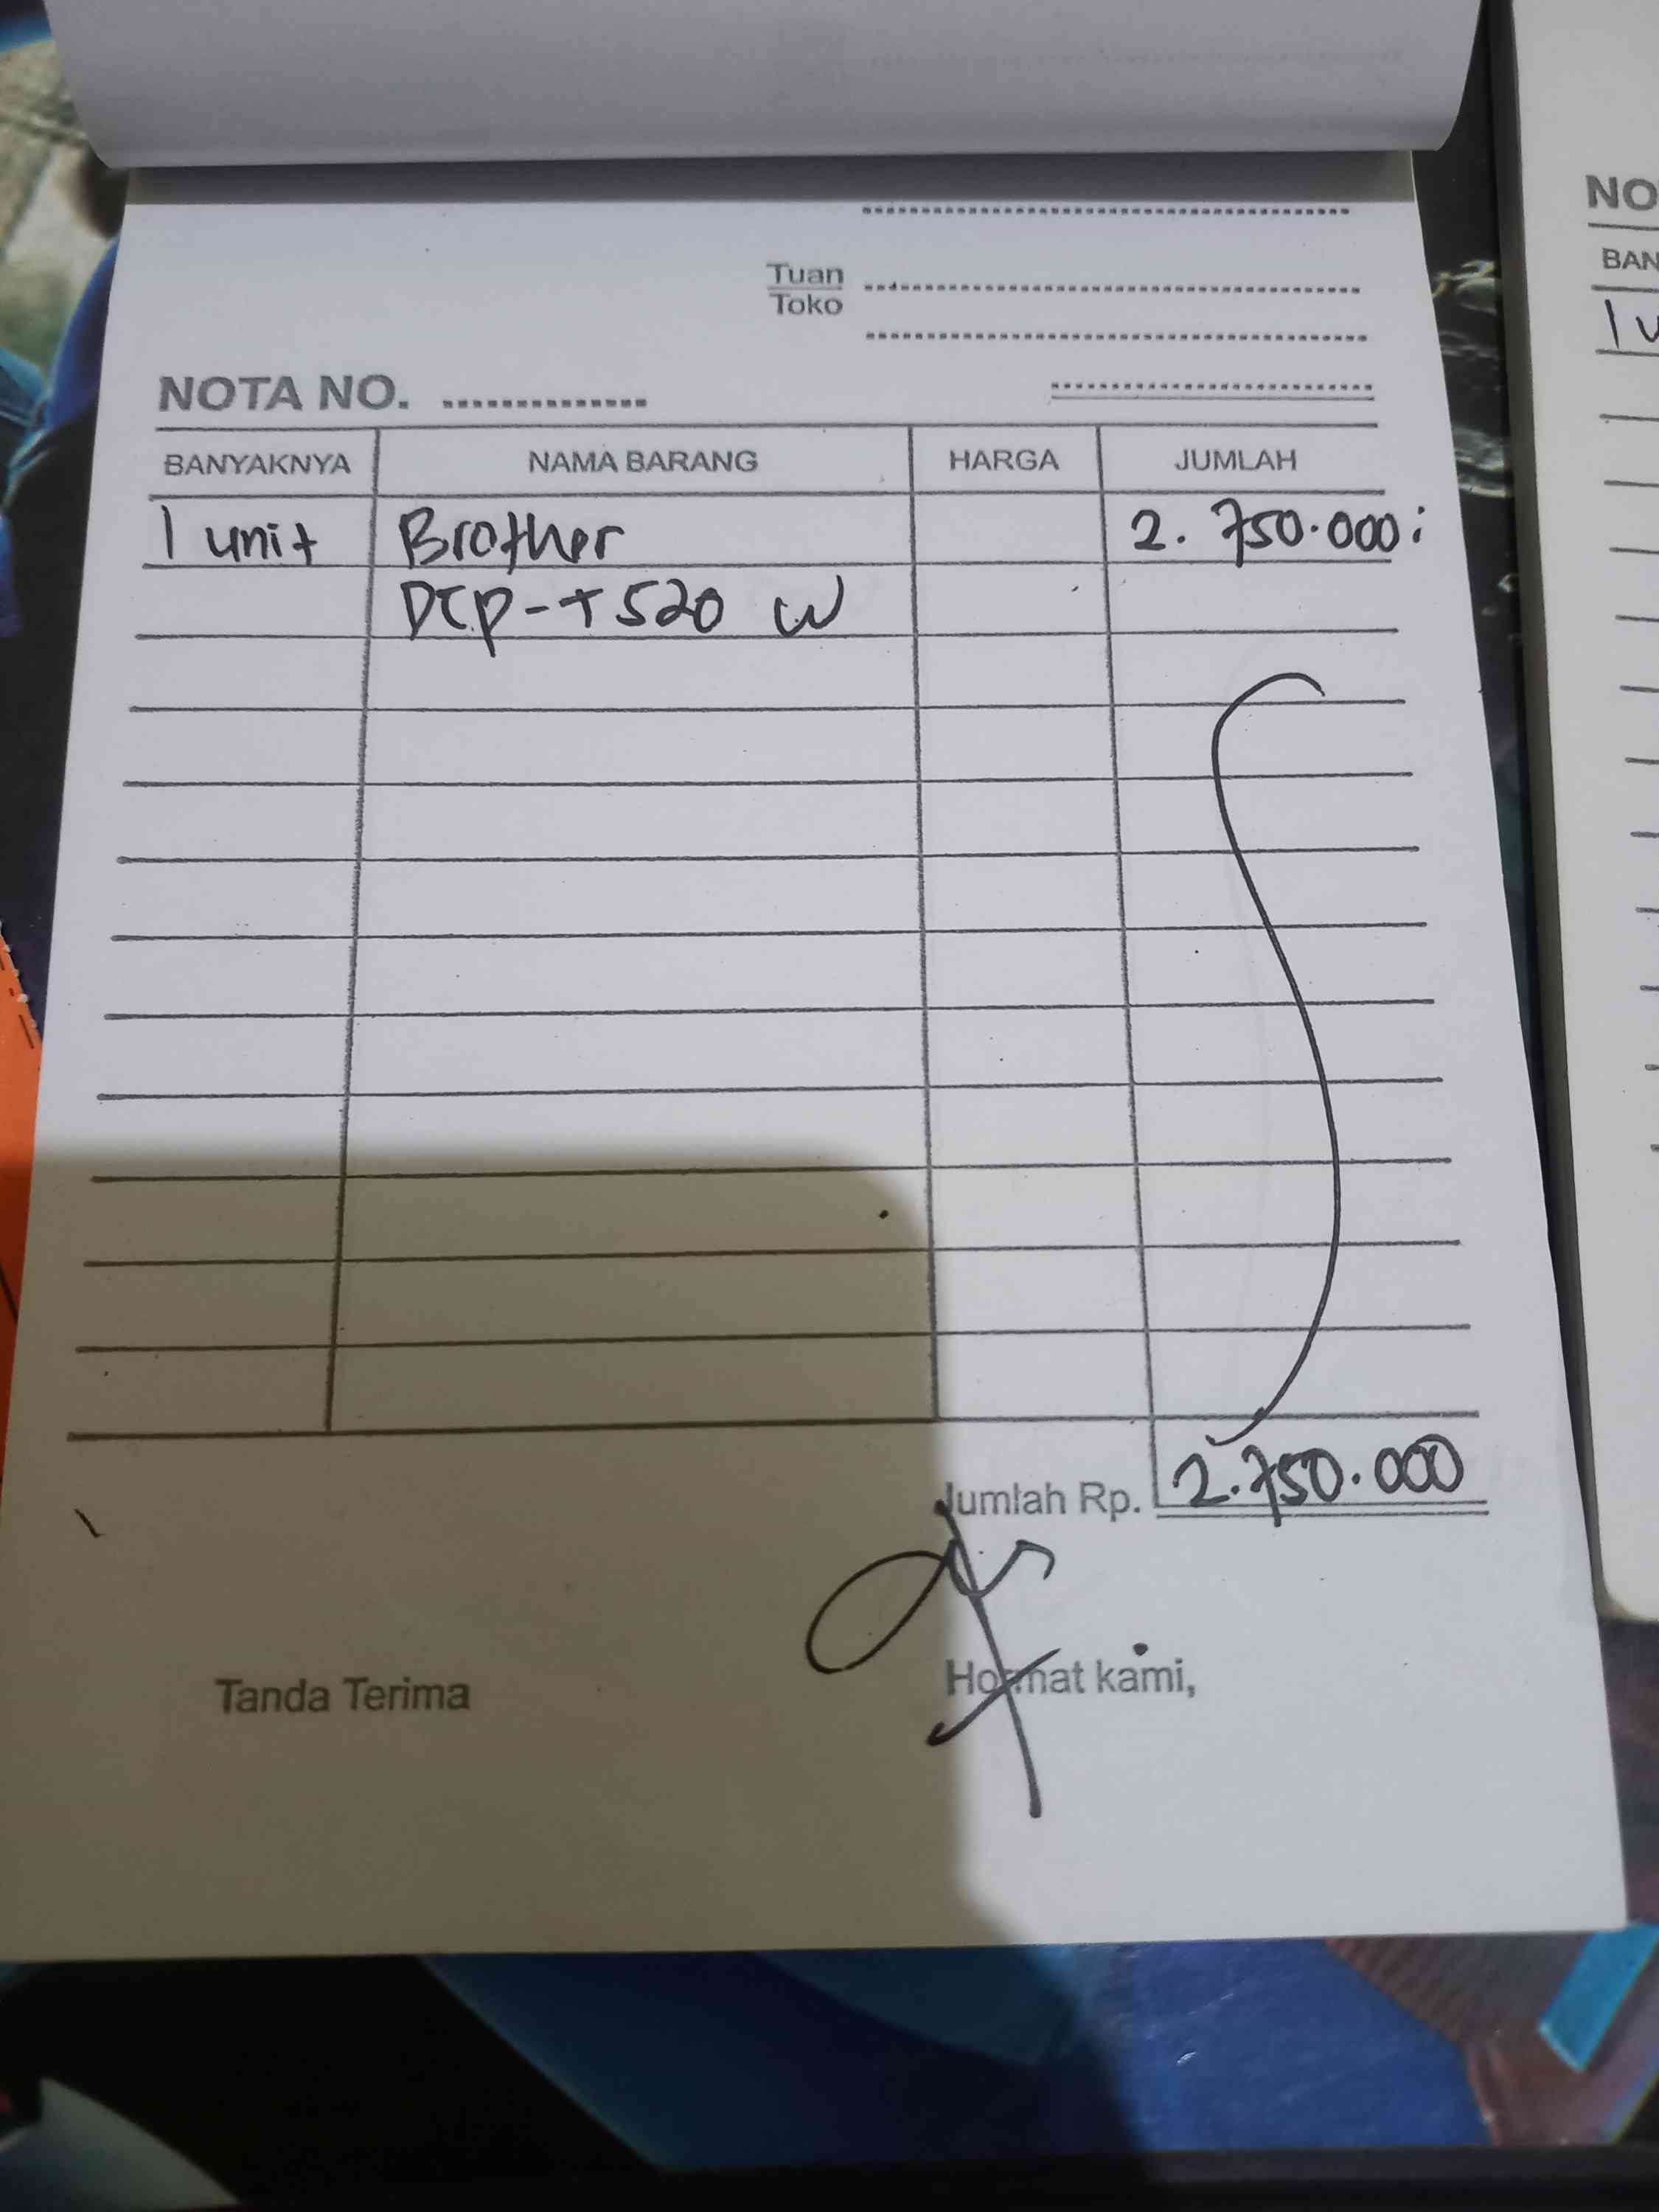 Tuan
Toko
NOTA NO.
BANYAKNYA NAMA BARANG HARGA JUMLAH
1 unit Brother 2.750.000
DCP-T520 W
Jumlah Rp. 2.750.000
Tanda Terima Hormat kami,
NO
BAN
1 u